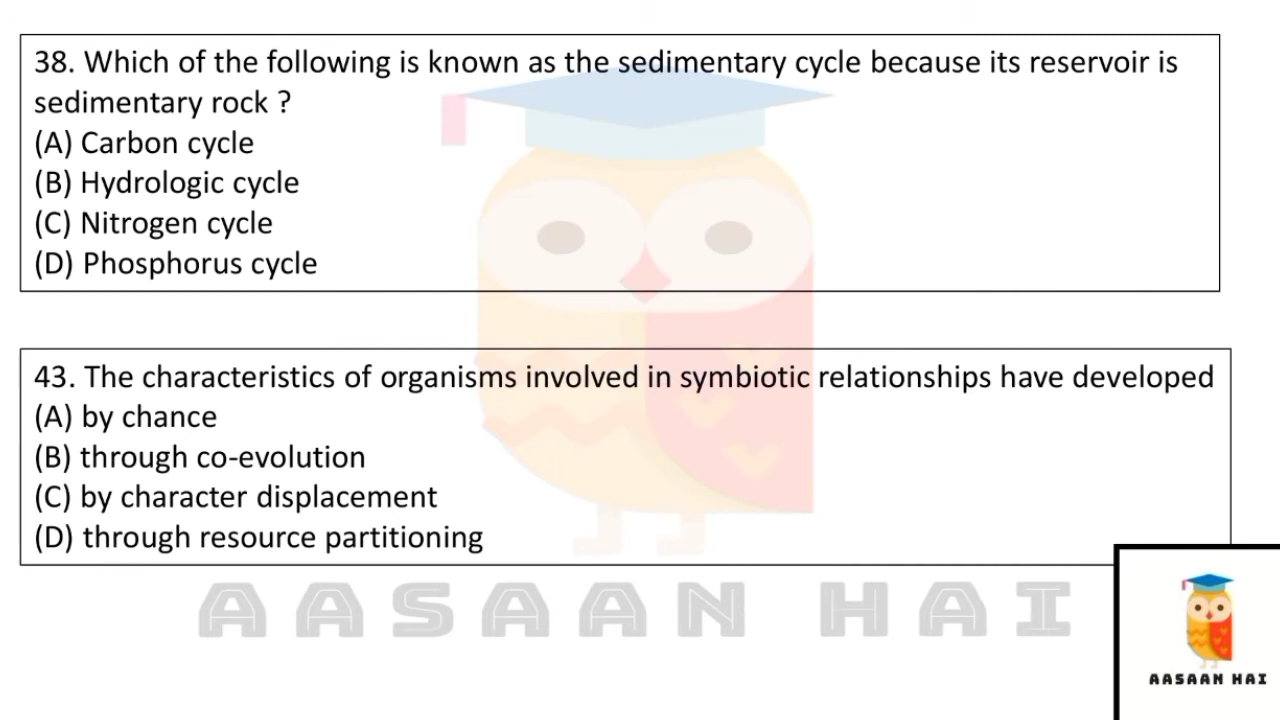 38. Which of the following is known as the sedimentary cycle because its reservoir is
sedimentary rock ?
(A) Carbon cycle
(B) Hydrologic cycle
(C) Nitrogen cycle
(D) Phosphorus cycle
43. The characteristics of organisms involved in symbiotic relationships have developed
(A) by chance
(B) through co-evolution
(C) by character displacement
(D) through resource partitioning
AASAAN HAI
AASAAN HAI